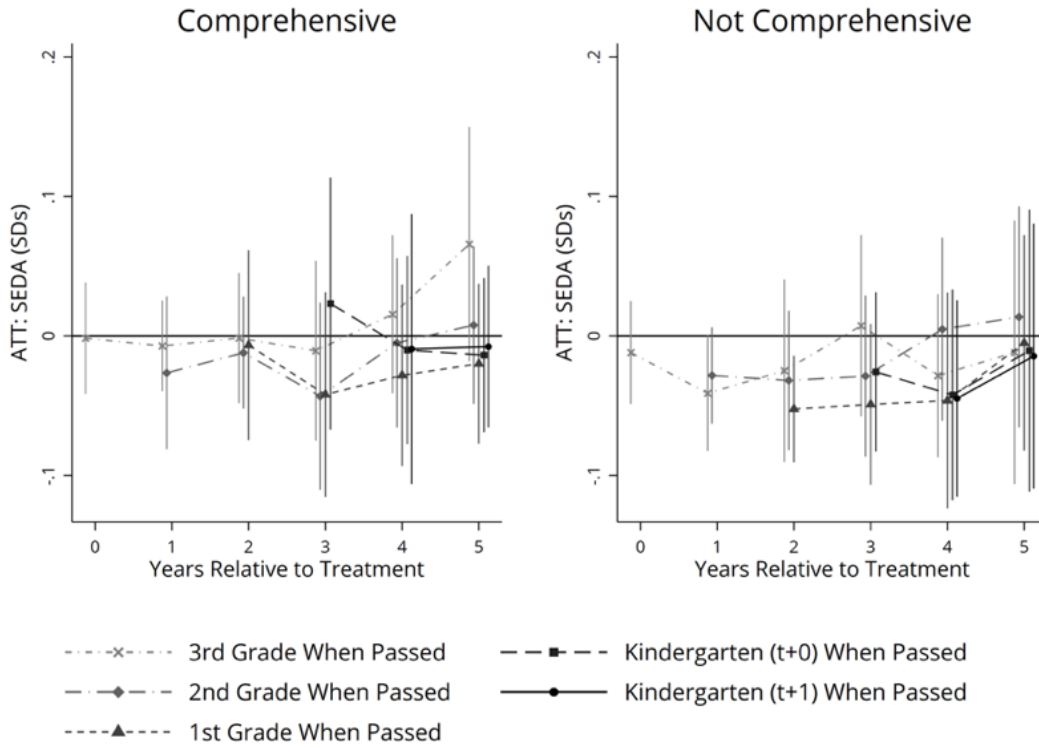 Comprehensive
Not Comprehensive
ATT: SEDA (SDs)
.2
.1
0
-.1
0 1 2 3 4 5
Years Relative to Treatment
ATT: SEDA (SDs)
.2
.1
0
-.1
0 1 2 3 4 5
Years Relative to Treatment
3rd Grade When Passed
2nd Grade When Passed
1st Grade When Passed
Kindergarten (t+0) When Passed
Kindergarten (t+1) When Passed